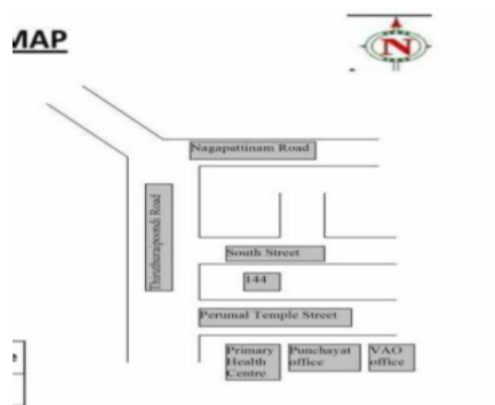 MAP
N
Nagapattinam Road
Thiruthuraipoondi Road
South Street
144
Perumal Temple Street
Primary
Health
Centre
Punchayat
office
VAO
office
e